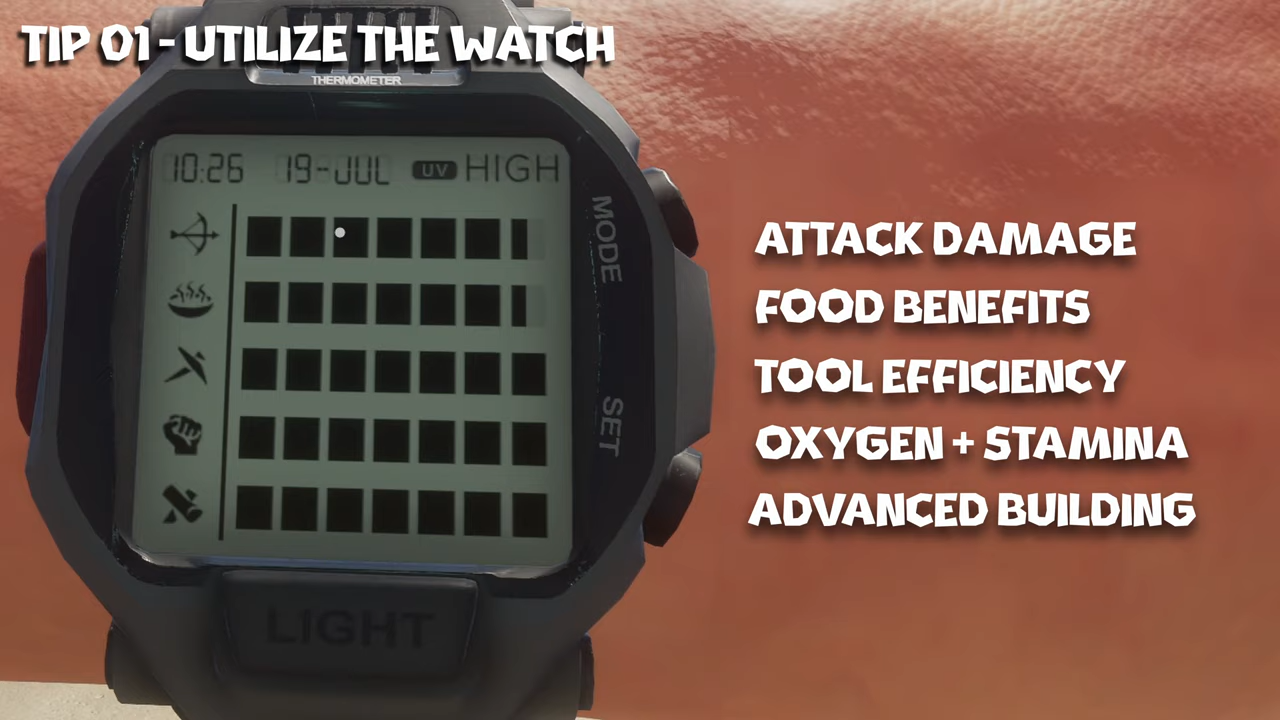 TIP 01 - UTILIZE THE WATCH
THERMOMETER
10:26 19-JUL UV HIGH
MODE
SET
LIGHT
ATTACK DAMAGE
FOOD BENEFITS
TOOL EFFICIENCY
OXYGEN + STAMINA
ADVANCED BUILDING